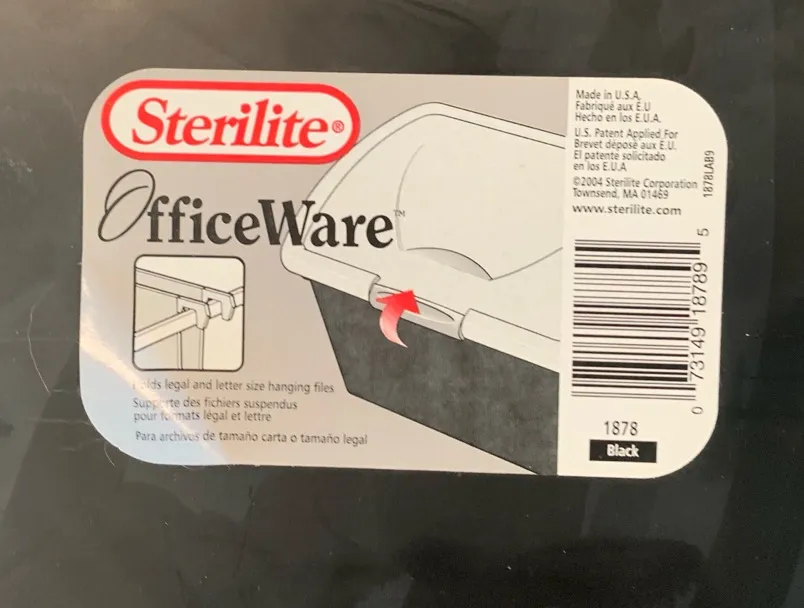 Sterilite®
OfficeWare™
Holds legal and letter size hanging files
Supporte des fichiers suspendus
pour formats légal et lettre
Para archivos de tamaño carta o tamaño legal
Made in U.S.A.
Fabriqué aux E.U
Hecho en los E.U.A.
U.S. Patent Applied For
Brevet déposé aux E.U.
El patente solicitado
en los E.U.A
©2004 Sterilite Corporation
Townsend, MA 01469
www.sterilite.com
1878LAB9
0 73149 18789 5
1878
Black